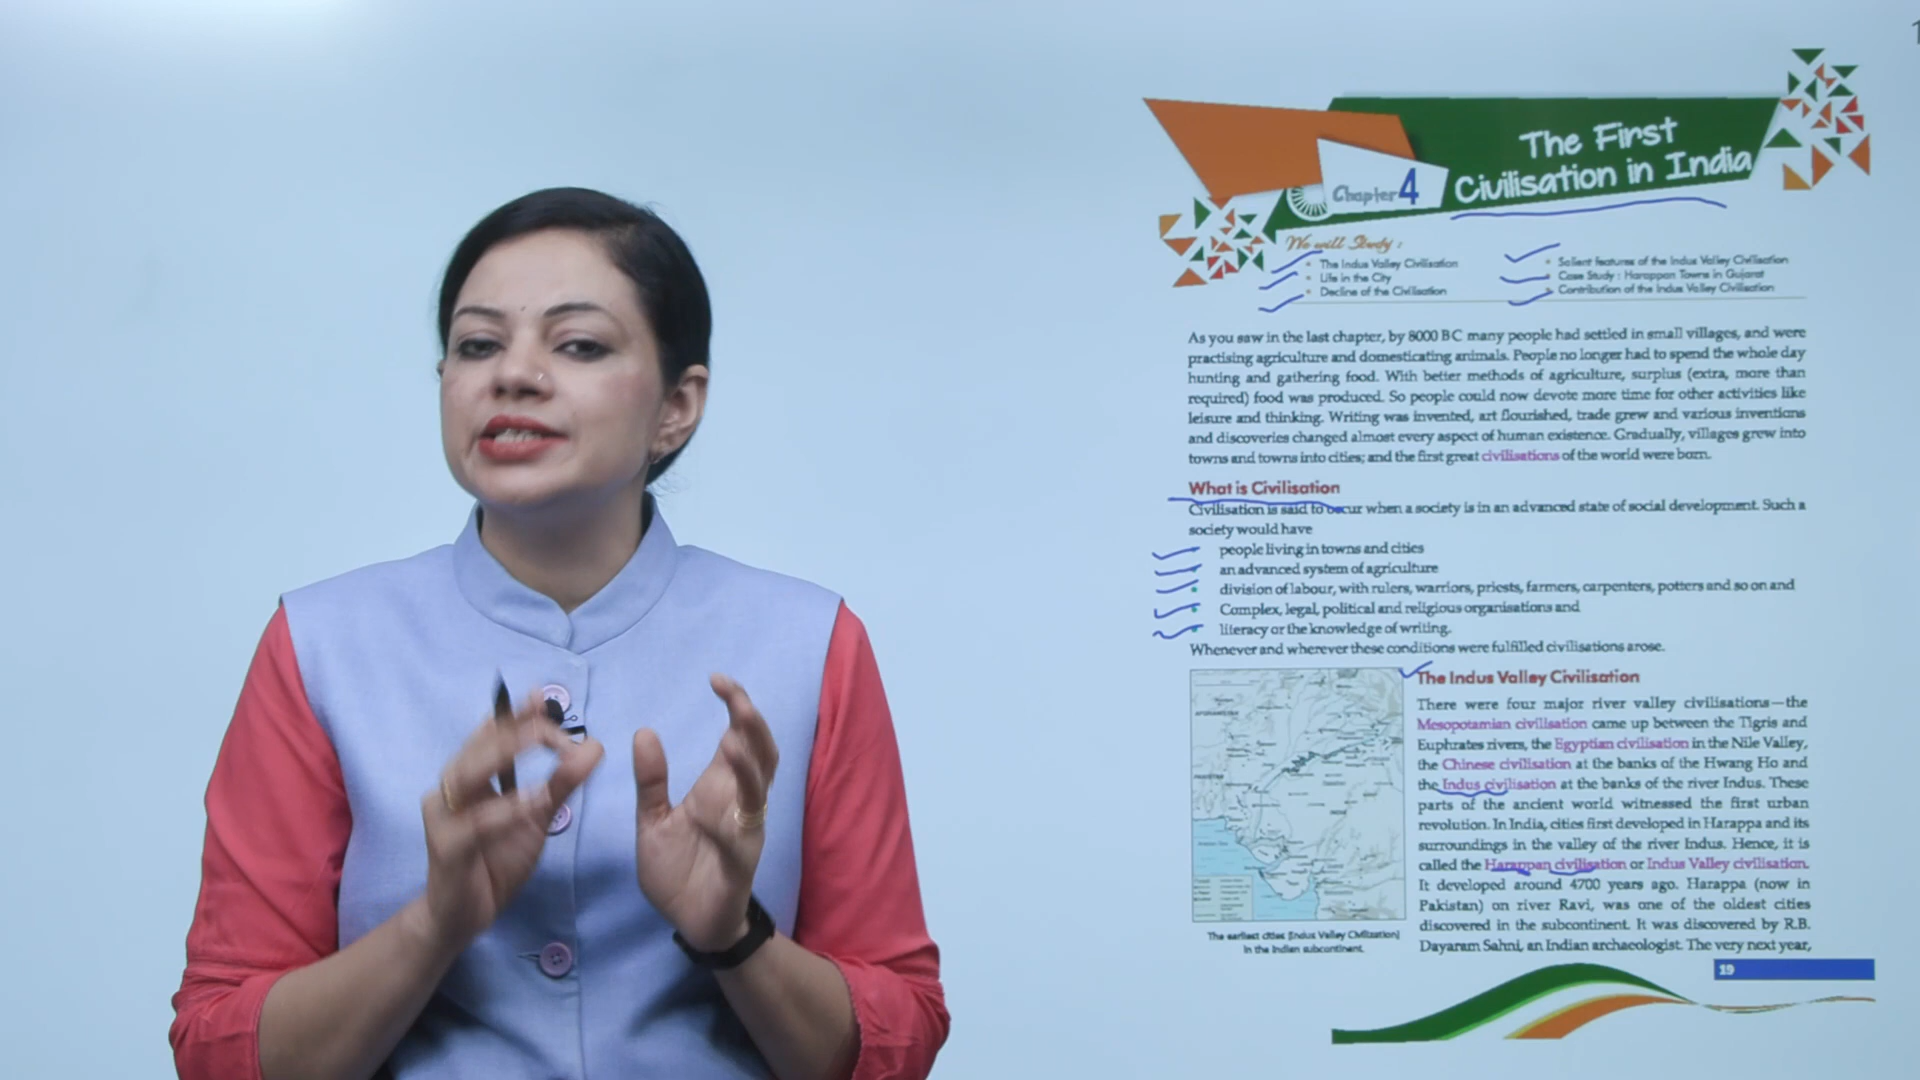 The First
Civilisation in India
Chapter 4
We will Study :
The Indus Valley Civilisation
Life in the City
Decline of the Civilisation
Salient features of the Indus Valley Civilisation
Case Study : Harappan Towns in Gujarat
Contribution of the Indus Valley Civilisation
As you saw in the last chapter, by 8000 BC many people had settled in small villages, and were
practising agriculture and domesticating animals. People no longer had to spend the whole day
hunting and gathering food. With better methods of agriculture, surplus (extra, more than
required) food was produced. So people could now devote more time for other activities like
leisure and thinking. Writing was invented, art flourished, trade grew and various inventions
and discoveries changed almost every aspect of human existence. Gradually, villages grew into
towns and towns into cities; and the first great civilisations of the world were born.
What is Civilisation
Civilisation is said to occur when a society is in an advanced state of social development. Such a
society would have
people living in towns and cities
an advanced system of agriculture
division of labour, with rulers, warriors, priests, farmers, carpenters, potters and so on and
Complex, legal, political and religious organisations and
literacy or the knowledge of writing.
Whenever and wherever these conditions were fulfilled civilisations arose.
The Indus Valley Civilisation
There were four major river valley civilisations—the
Mesopotamian civilisation came up between the Tigris and
Euphrates rivers, the Egyptian civilisation in the Nile Valley,
the Chinese civilisation at the banks of the Hwang Ho and
the Indus civilisation at the banks of the river Indus. These
parts of the ancient world witnessed the first urban
revolution. In India, cities first developed in Harappa and its
surroundings in the valley of the river Indus. Hence, it is
called the Harappan civilisation or Indus Valley civilisation.
It developed around 4700 years ago. Harappa (now in
Pakistan) on river Ravi, was one of the oldest cities
discovered in the subcontinent. It was discovered by R.B.
Dayaram Sahni, an Indian archaeologist. The very next year,
The earliest cities (Indus Valley Civilization)
in the Indian subcontinent.
19